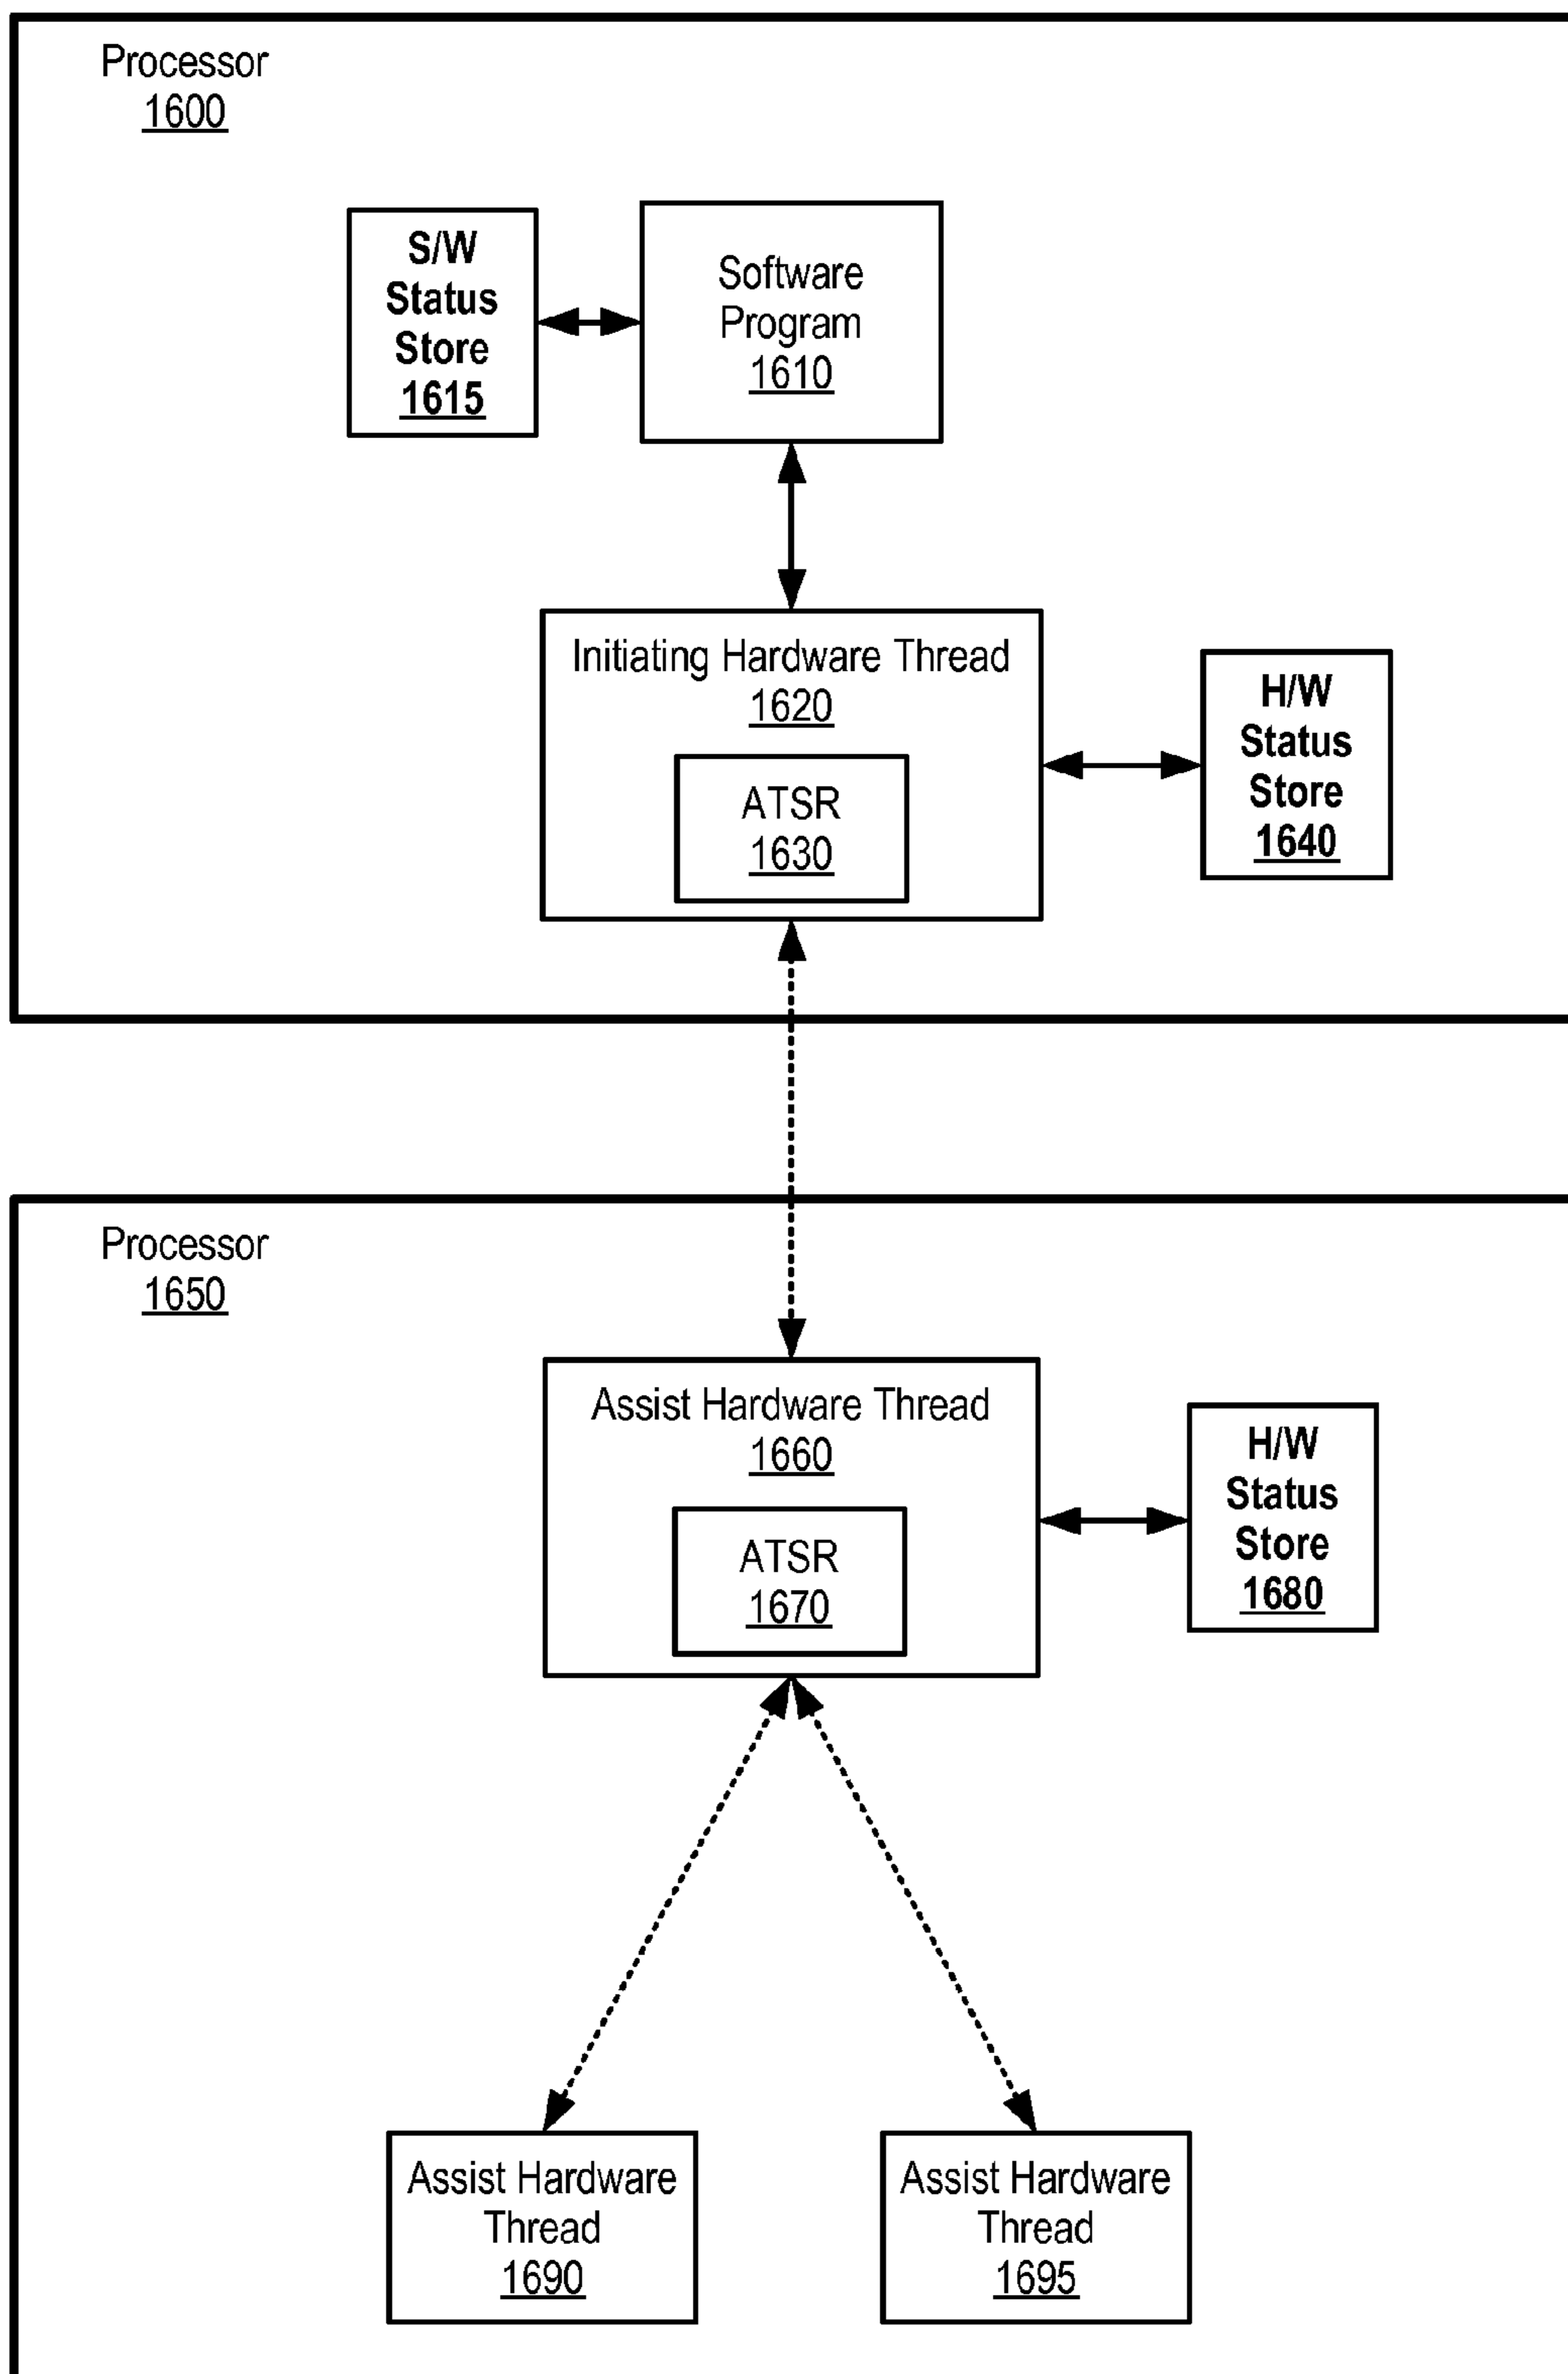 Processor
1600
S/W
Status
Store
1615
Software
Program
1610
Initiating Hardware Thread
1620
ATSR
1630
H/W
Status
Store
1640
Processor
1650
Assist Hardware Thread
1660
ATSR
1670
H/W
Status
Store
1680
Assist Hardware
Thread
1690
Assist Hardware
Thread
1695